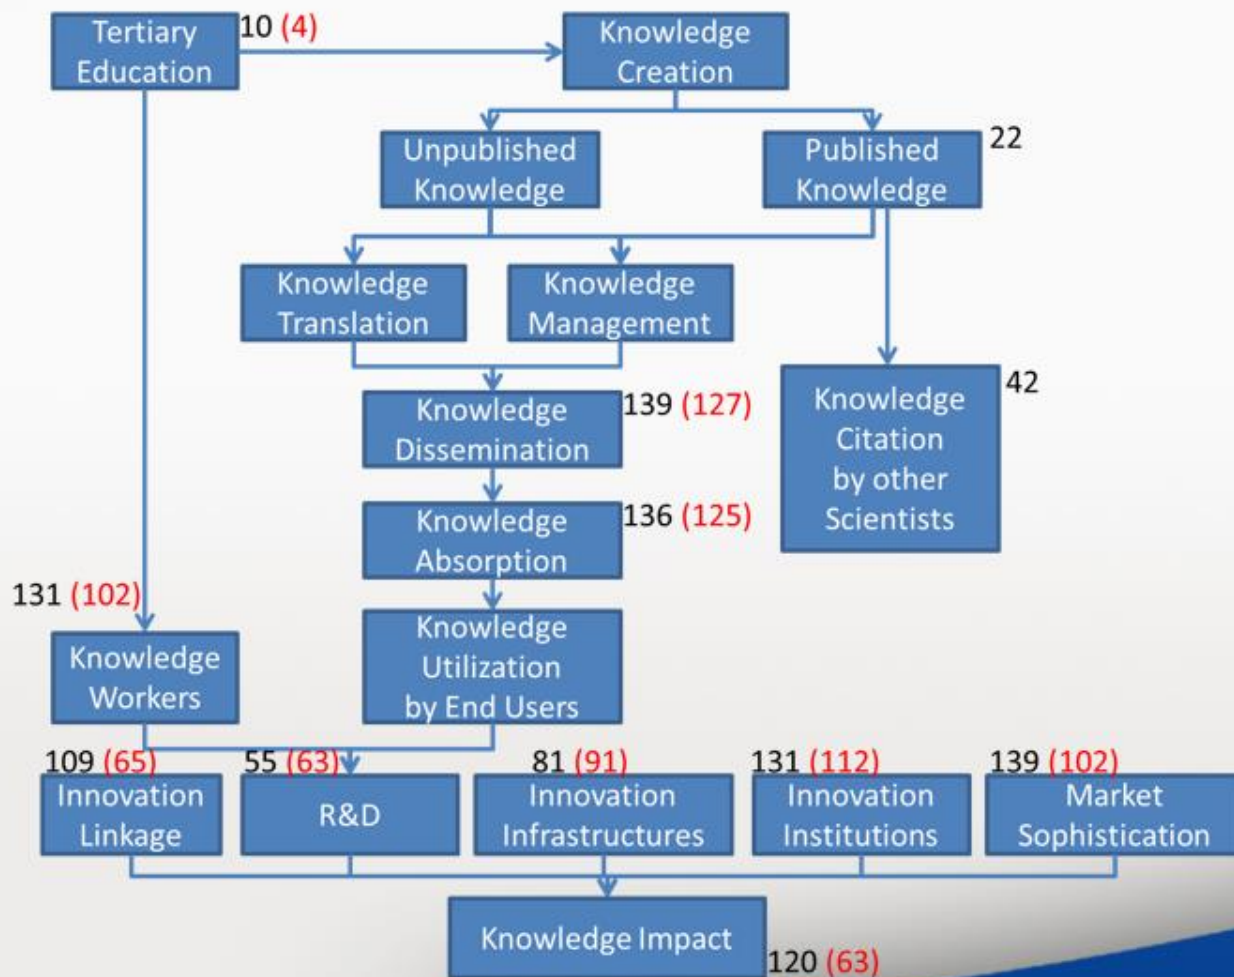 Tertiary
Education
10 (4)
Knowledge
Creation
Unpublished
Knowledge
Published
Knowledge
22
Knowledge
Translation
Knowledge
Management
Knowledge
Dissemination
139 (127)
Knowledge
Citation
by other
Scientists
42
Knowledge
Absorption
136 (125)
131 (102)
Knowledge
Workers
Knowledge
Utilization
by End Users
109 (65)
Innovation
Linkage
55 (63)
R&D
81 (91)
Innovation
Infrastructures
131 (112)
Innovation
Institutions
139 (102)
Market
Sophistication
Knowledge Impact
120 (63)